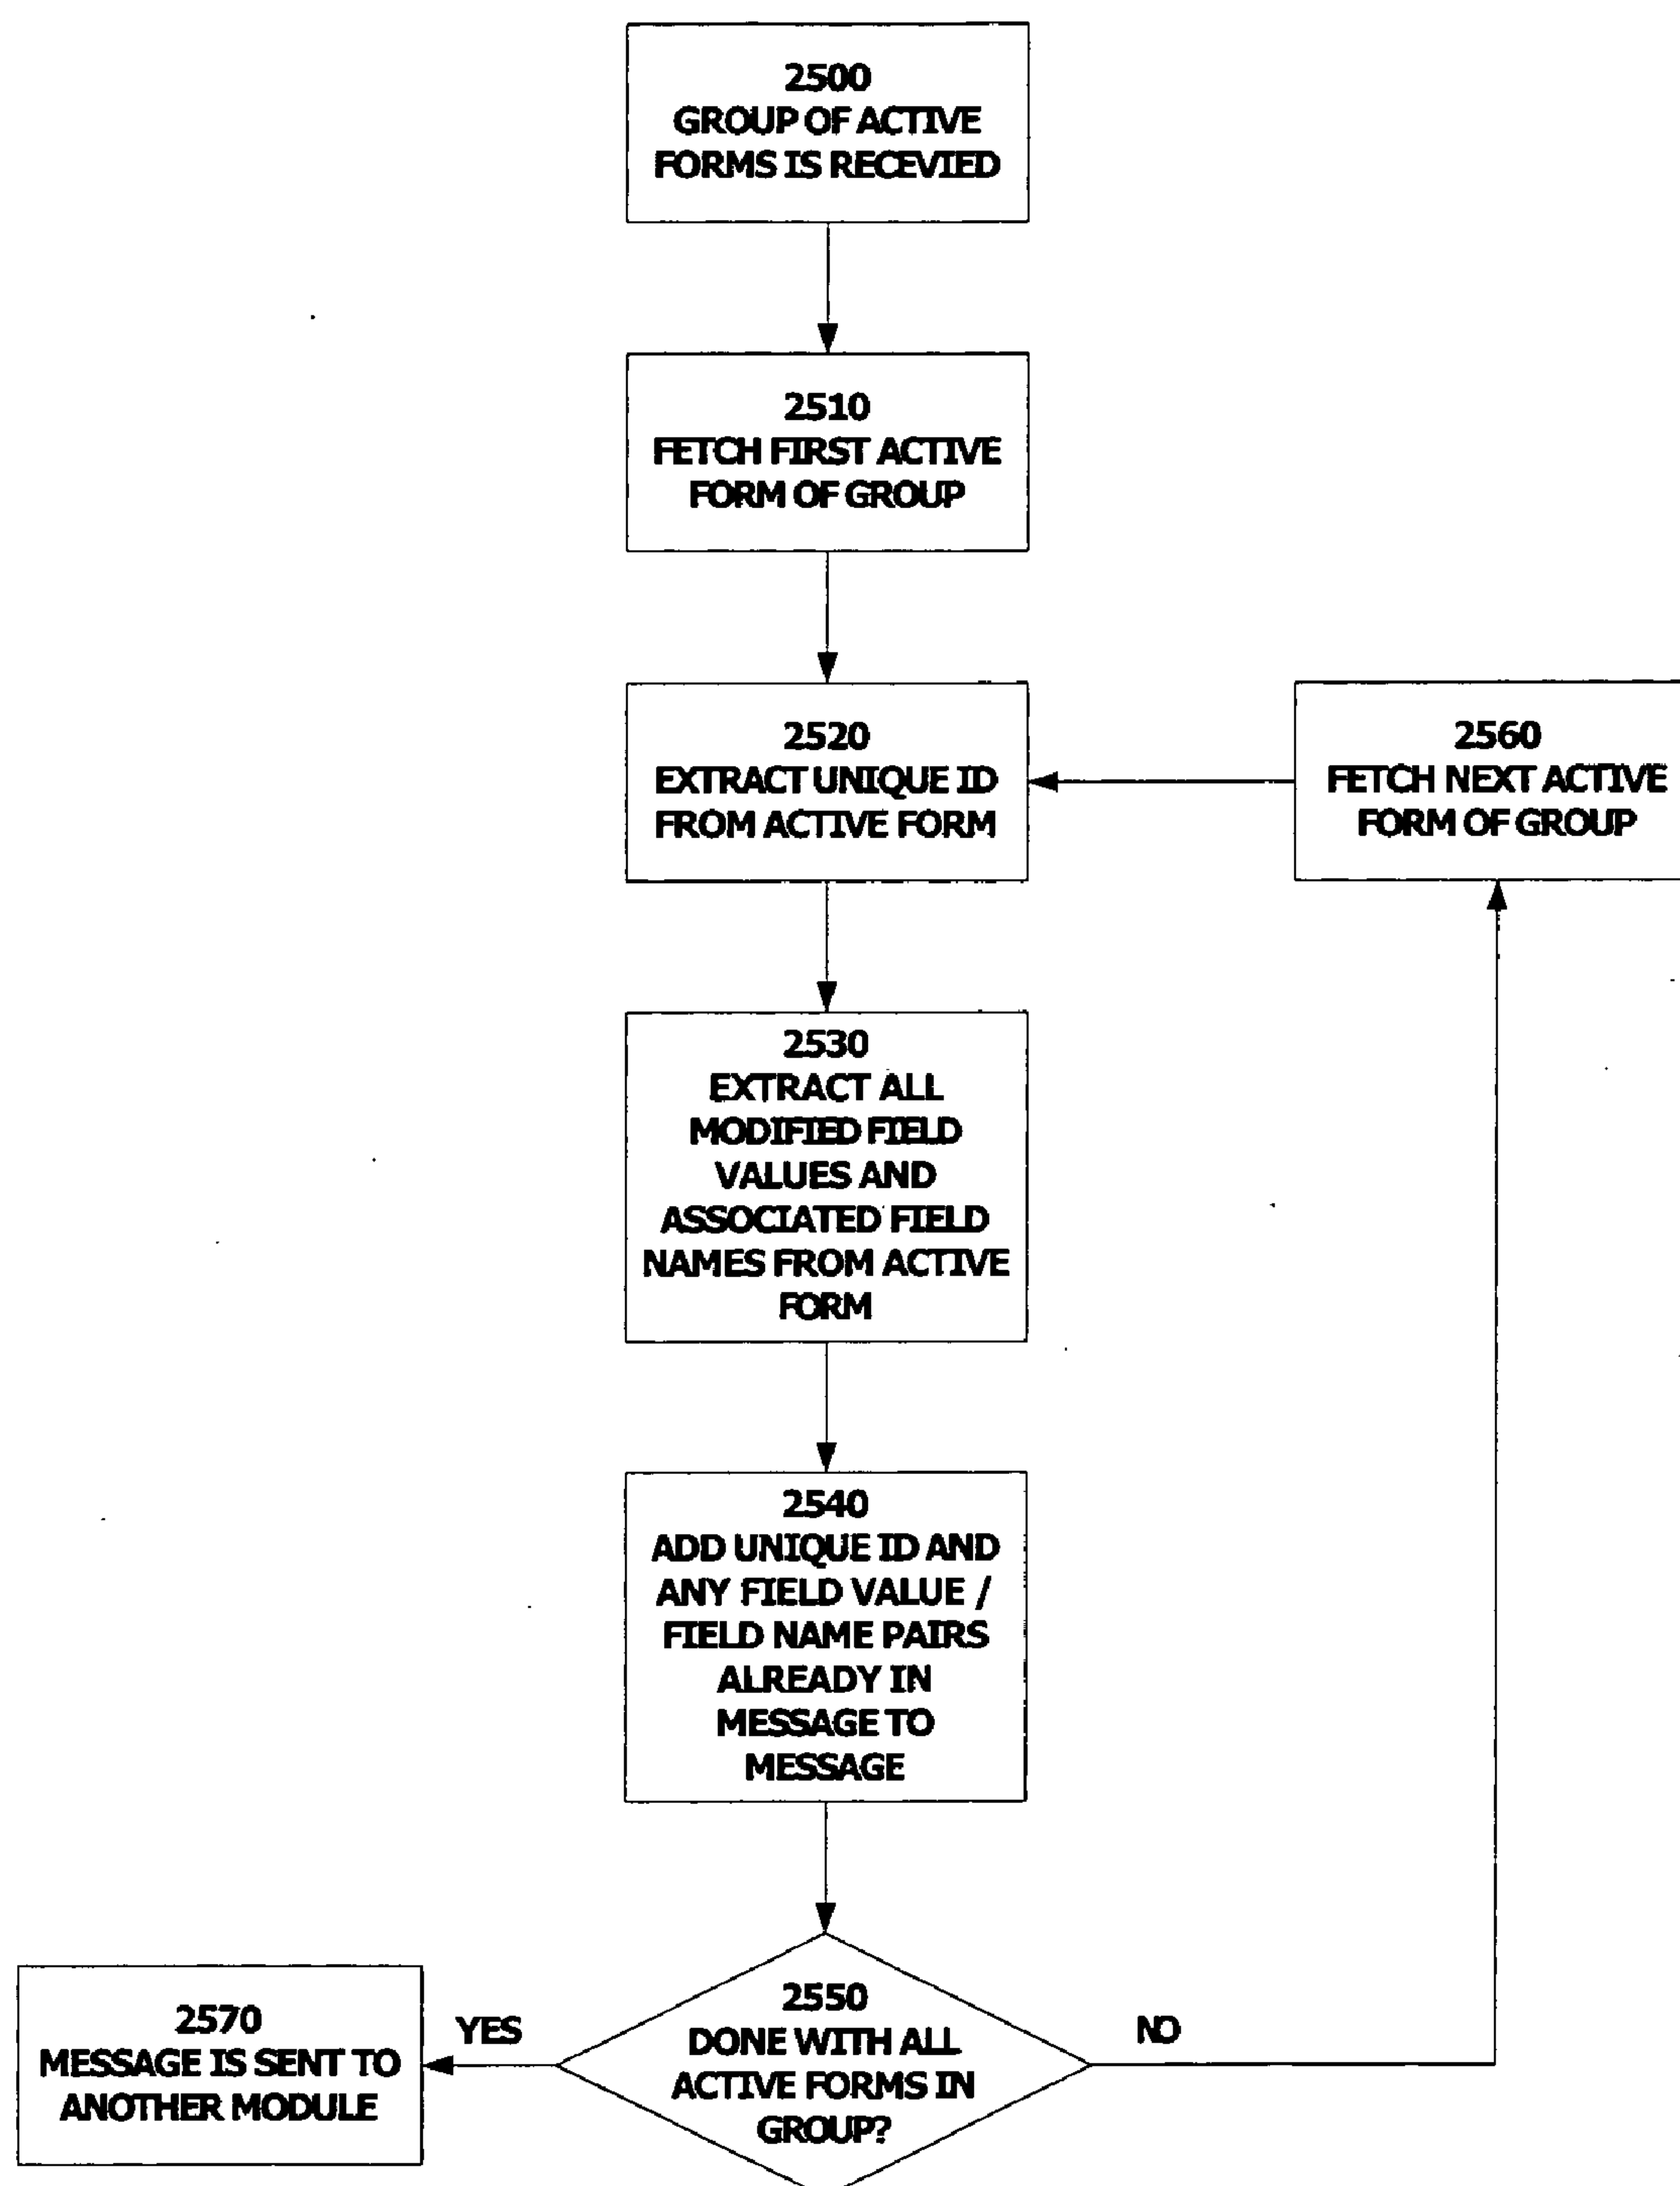 2500
GROUP OF ACTIVE
FORMS IS RECEVIED
2510
FETCH FIRST ACTIVE
FORM OF GROUP
2520
EXTRACT UNIQUE ID
FROM ACTIVE FORM
2560
FETCH NEXT ACTIVE
FORM OF GROUP
2530
EXTRACT ALL
MODIFIED FIELD
VALUES AND
ASSOCIATED FIELD
NAMES FROM ACTIVE
FORM
2540
ADD UNIQUE ID AND
ANY FIELD VALUE /
FIELD NAME PAIRS
ALREADY IN
MESSAGE TO
MESSAGE
2550
DONE WITH ALL
ACTIVE FORMS IN
GROUP?
YES
NO
2570
MESSAGE IS SENT TO
ANOTHER MODULE